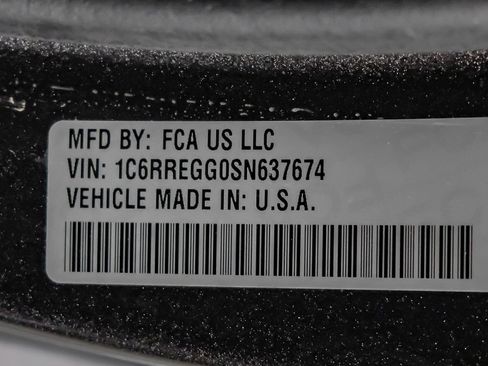 MFD BY: FCA US LLC
VIN: 1C6RREGG0SN637674
VEHICLE MADE IN: U.S.A.